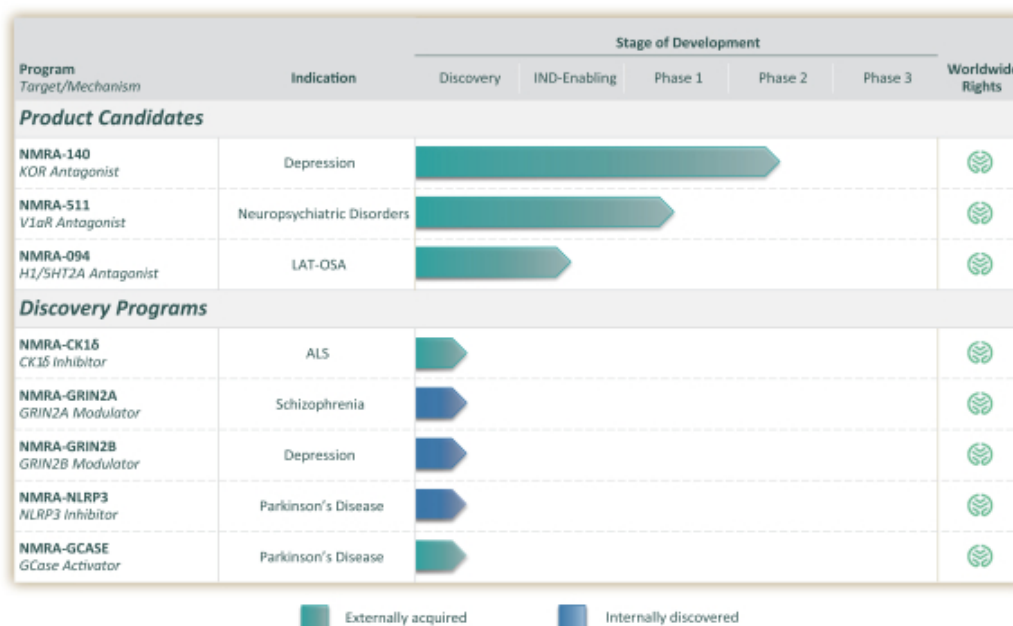 Stage of Development
Program
Target/Mechanism
Indication
Discovery
IND-Enabling
Phase 1
Phase 2
Phase 3
Worldwide
Rights
Product Candidates
NMRA-140
KOR Antagonist
Depression
NMRA-511
V1aR Antagonist
Neuropsychiatric Disorders
NMRA-094
H1/5HT2A Antagonist
LAT-OSA
Discovery Programs
NMRA-CK1δ
CK1δ Inhibitor
ALS
NMRA-GRIN2A
GRIN2A Modulator
Schizophrenia
NMRA-GRIN2B
GRIN2B Modulator
Depression
NMRA-NLRP3
NLRP3 Inhibitor
Parkinson's Disease
NMRA-GCASE
GCase Activator
Parkinson's Disease
Externally acquired
Internally discovered